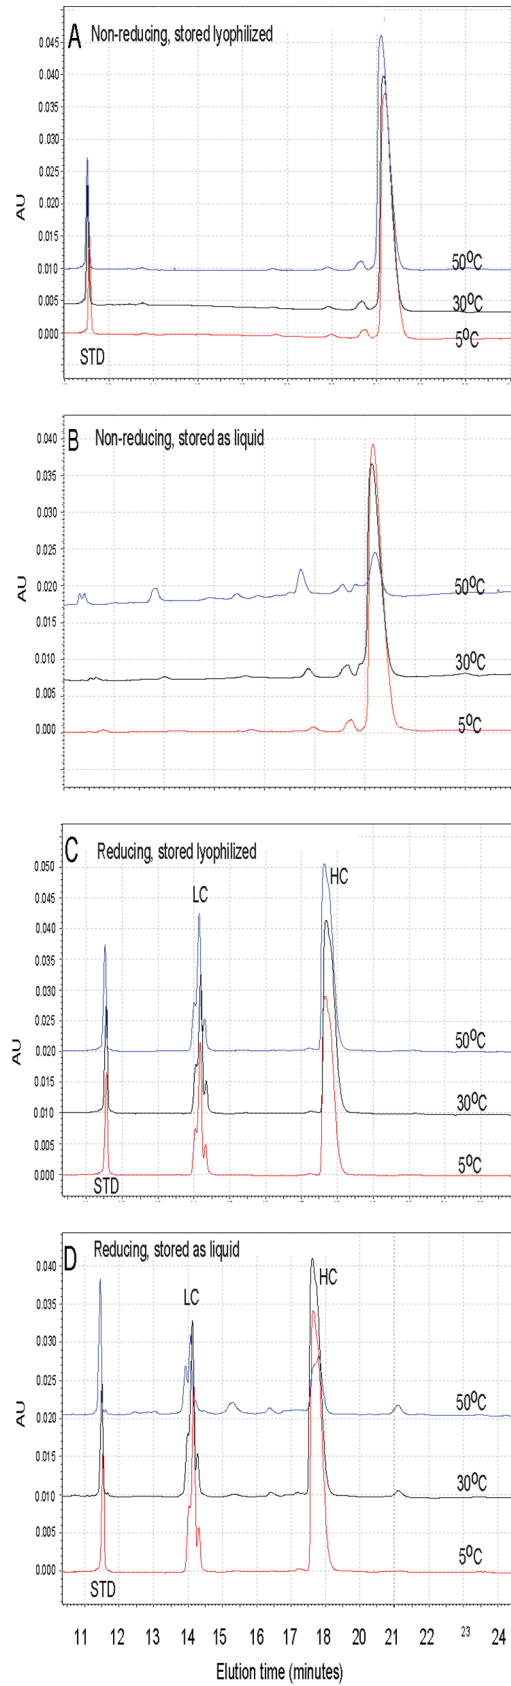 A Non-reducing, stored lyophilized
0.045
0.040
0.035
0.030
0.025
0.020
0.015
0.010
0.005
0.000
AU
50°C
30°C
5°C
STD
B Non-reducing, stored as liquid
0.040
0.035
0.030
0.025
0.020
0.015
0.010
0.005
0.000
AU
50°C
30°C
5°C
C Reducing, stored lyophilized
0.050
0.045
0.040
0.035
0.030
0.025
0.020
0.015
0.010
0.005
0.000
AU
LC
HC
50°C
30°C
5°C
STD
D Reducing, stored as liquid
0.040
0.035
0.030
0.025
0.020
0.015
0.010
0.005
0.000
AU
LC
HC
50°C
30°C
5°C
STD
11 12 13 14 15 16 17 18 19 20 21 22 23 24
Elution time (minutes)